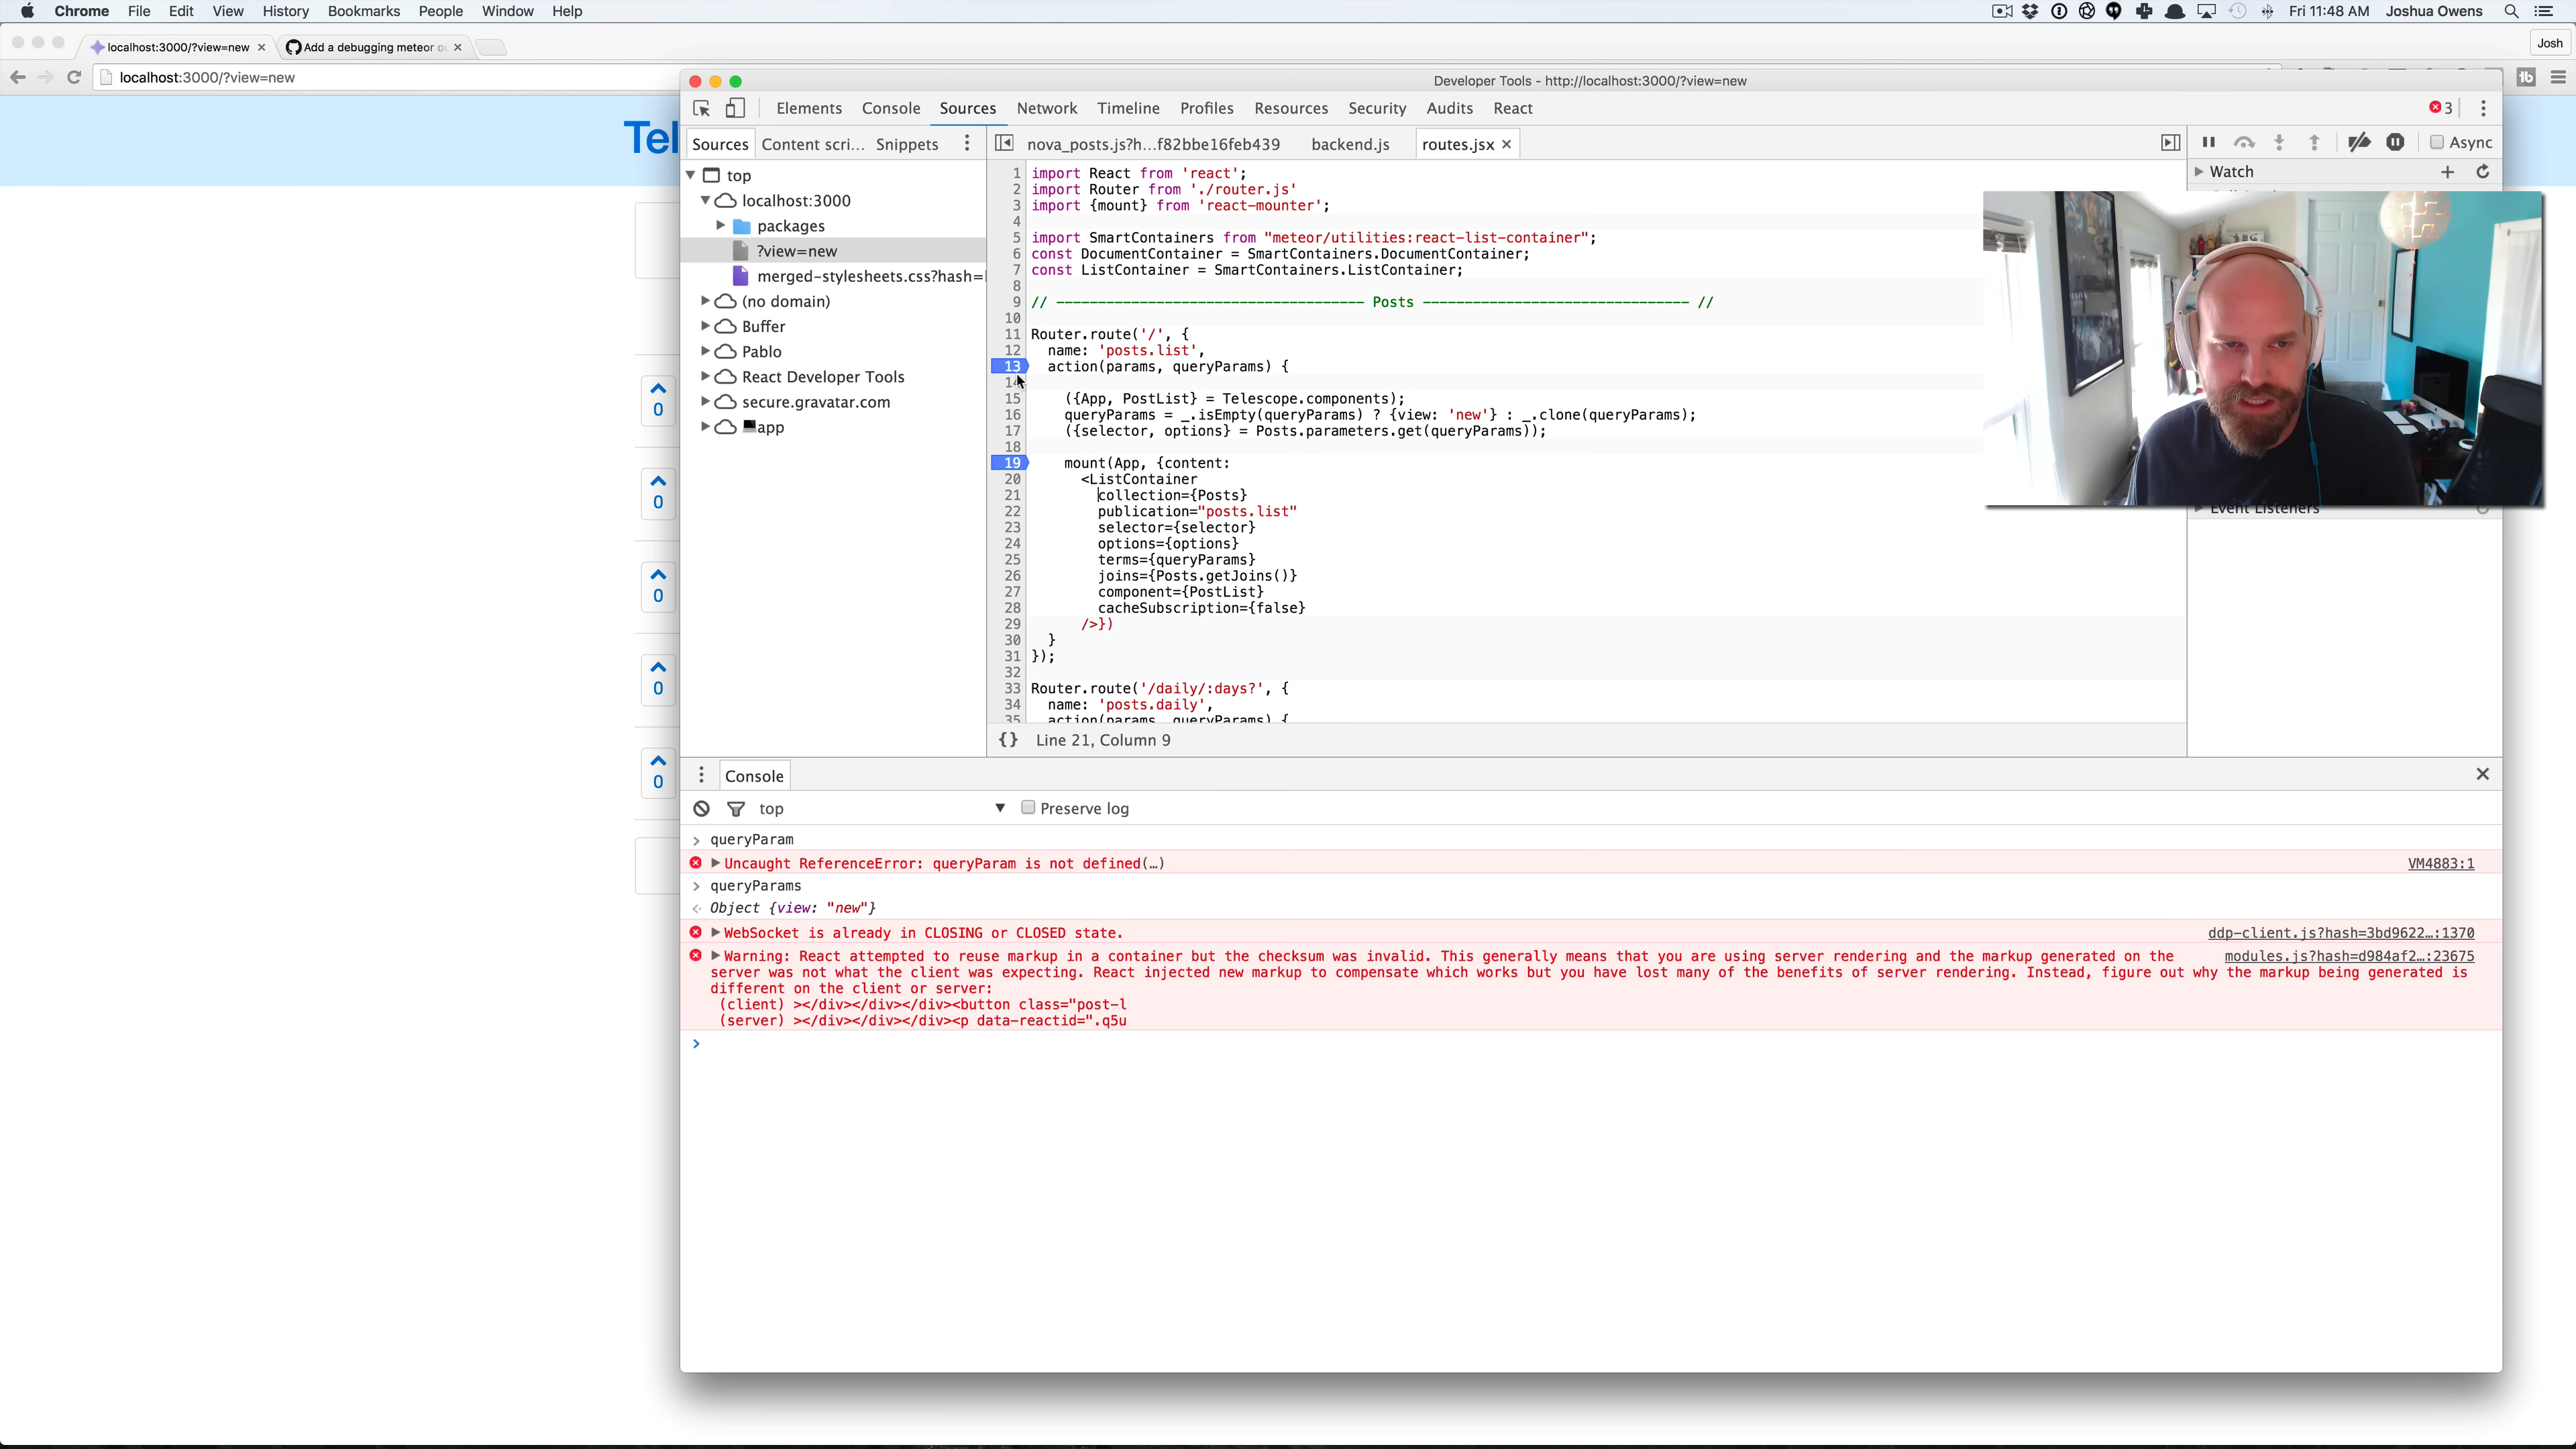 Chrome File Edit View History Bookmarks People Window Help Fri 11:48 AM Joshua Owens
localhost:3000/?view=new Add a debugging meteor Josh
localhost:3000/?view=new
Developer Tools - http://localhost:3000/?view=new
Elements Console Sources Network Timeline Profiles Resources Security Audits React 3
Tel
Sources Content scri... Snippets nova_posts.js?h...f82bbe16feb439 backend.js routes.jsx Async
Watch
top
localhost:3000
packages
?view=new
merged-stylesheets.css?hash=
(no domain)
Buffer
Pablo
React Developer Tools
secure.gravatar.com
app
1 import React from 'react';
2 import Router from './router.js'
3 import {mount} from 'react-mounter';
4
5 import SmartContainers from "meteor/utilities:react-list-container";
6 const DocumentContainer = SmartContainers.DocumentContainer;
7 const ListContainer = SmartContainers.ListContainer;
8
9 // ------------------------------------- Posts -------------------------------- //
10
11 Router.route('/', {
12 name: 'posts.list',
13 action(params, queryParams) {
14
15 ({App, PostList} = Telescope.components);
16 queryParams = _.isEmpty(queryParams) ? {view: 'new'} : _.clone(queryParams);
17 ({selector, options} = Posts.parameters.get(queryParams));
18
19 mount(App, {content:
20 <ListContainer
21 collection={Posts}
22 publication="posts.list"
23 selector={selector}
24 options={options}
25 terms={queryParams}
26 joins={Posts.getJoins()}
27 component={PostList}
28 cacheSubscription={false}
29 />})
30 }
31 });
32
33 Router.route('/daily/:days?', {
34 name: 'posts.daily',
35 action(params, queryParams) {
Event Listeners
0
0
0
0
0
{} Line 21, Column 9
Console
top Preserve log
queryParam
Uncaught ReferenceError: queryParam is not defined(…) VM4883:1
queryParams
Object {view: "new"}
WebSocket is already in CLOSING or CLOSED state. ddp-client.js?hash=3bd9622…:1370
Warning: React attempted to reuse markup in a container but the checksum was invalid. This generally means that you are using server rendering and the markup generated on the modules.js?hash=d984af2…:23675
server was not what the client was expecting. React injected new markup to compensate which works but you have lost many of the benefits of server rendering. Instead, figure out why the markup being generated is
different on the client or server:
(client) ></div></div></div><button class="post-l
(server) ></div></div></div><p data-reactid=".q5u